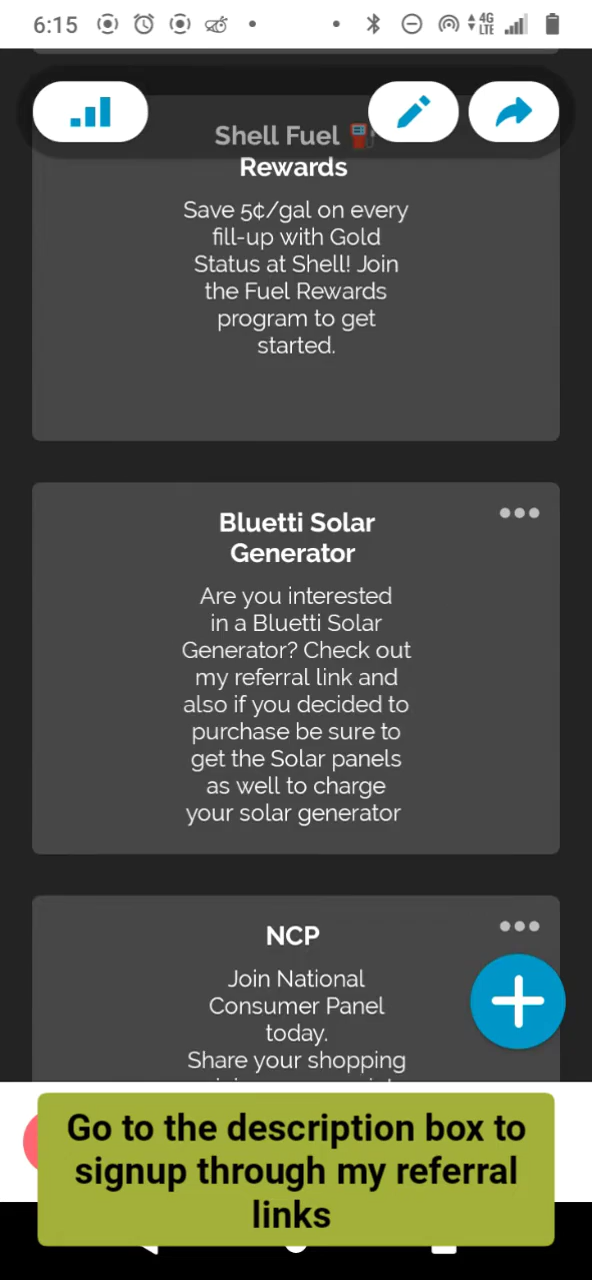 6:15
4G
LTE
Shell Fuel ⛽
Rewards
Save 5¢/gal on every
fill-up with Gold
Status at Shell! Join
the Fuel Rewards
program to get
started.
Bluetti Solar
Generator
Are you interested
in a Bluetti Solar
Generator? Check out
my referral link and
also if you decided to
purchase be sure to
get the Solar panels
as well to charge
your solar generator
NCP
Join National
Consumer Panel
today.
Share your shopping
Go to the description box to
signup through my referral
links